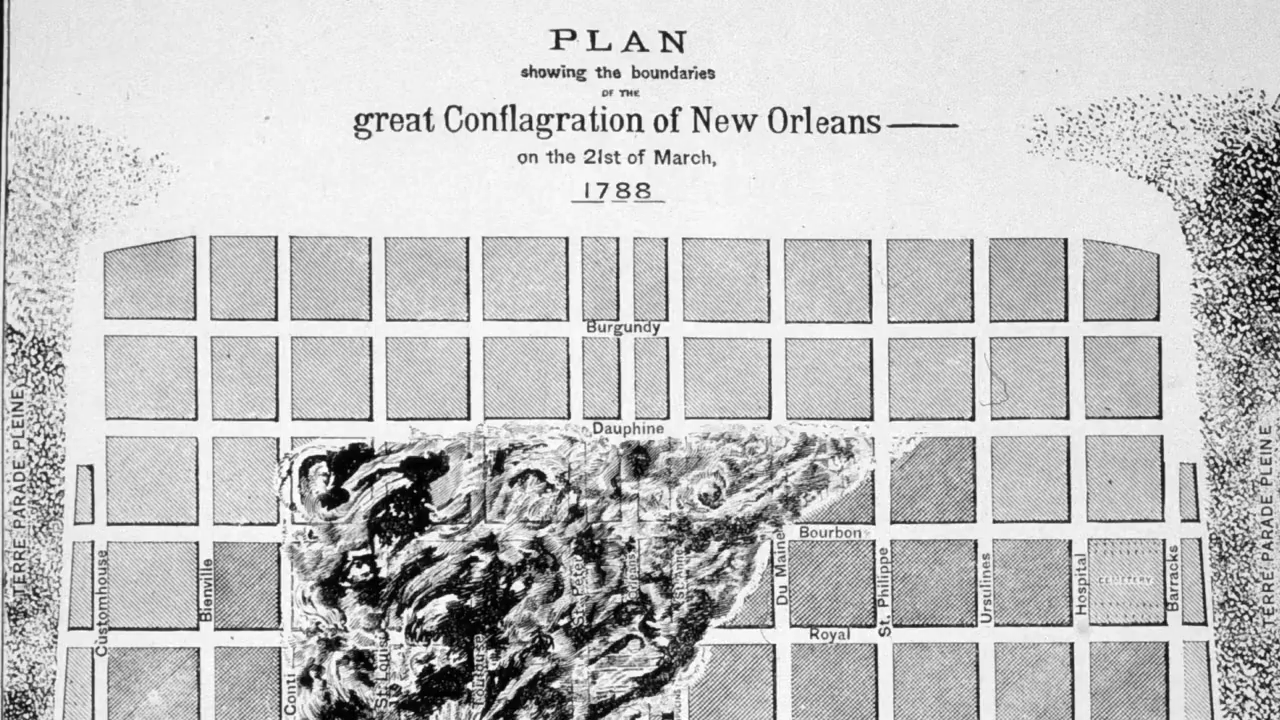 PLAN
showing the boundaries
OF THE
great Conflagration of New Orleans
on the 21st of March,
1788
Burgundy
Dauphine
Bourbon
Royal
TERRE PARADE PLEINE
Customhouse
Bienville
Conti
St. Louis
St. Peter
St. Anne
Du Maine
St. Philippe
Ursulines
Hospital
CEMETERY
Barracks
TERRE PARADE PLEINE